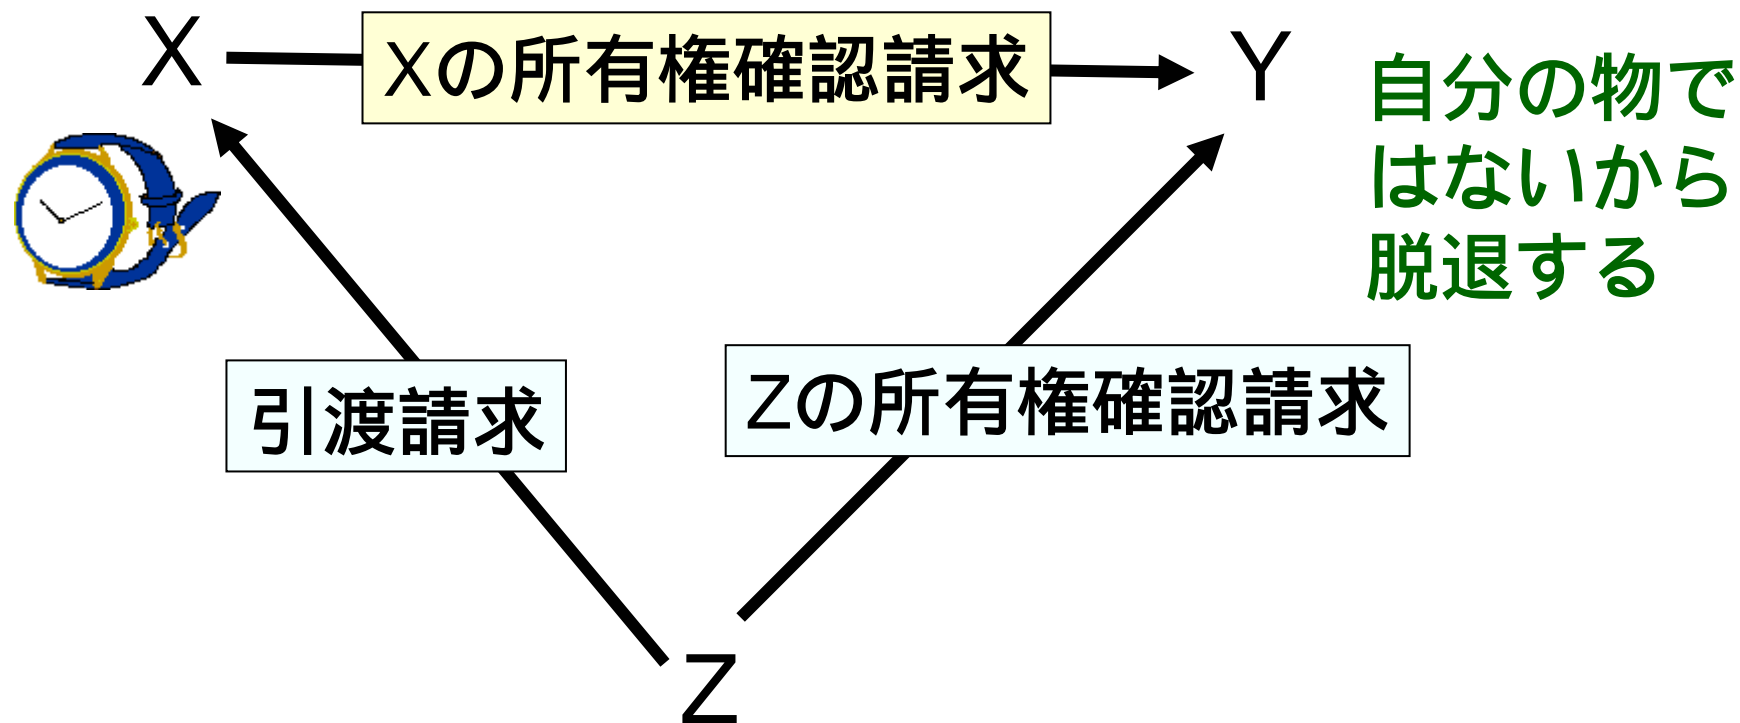 X
Xの所有権確認請求
Y
自分の物で
はないから
脱退する
引渡請求
Zの所有権確認請求
Z